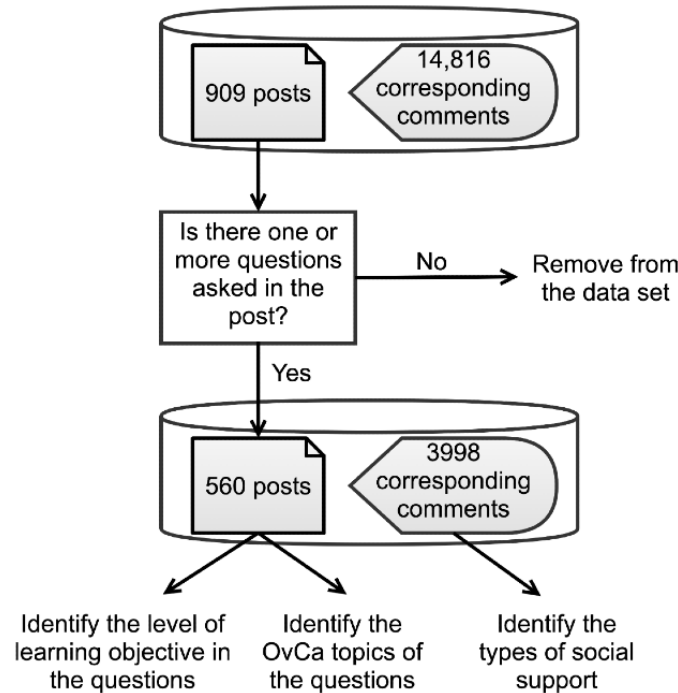 909 posts
14,816
corresponding
comments
Is there one or
more questions
asked in the
post?
No
Remove from
the data set
Yes
560 posts
3998
corresponding
comments
Identify the level of
learning objective in
the questions
Identify the
OvCa topics of
the questions
Identify the
types of social
support